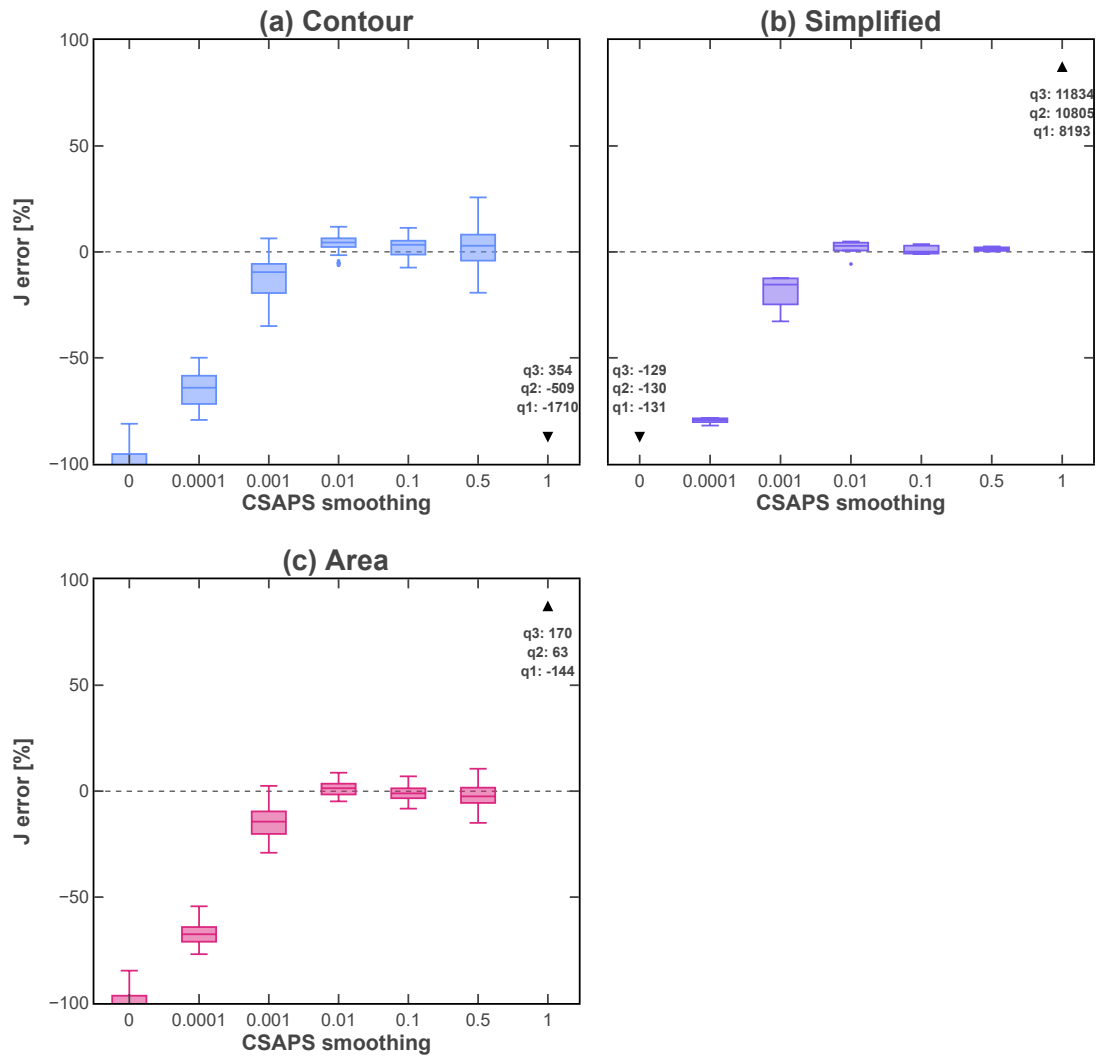 (a) Contour
(b) Simplified
100
50
0
−50
−100
J error [%]
q3: 354
q2: -509
q1: -1710
q3: 11834
q2: 10805
q1: 8193
q3: -129
q2: -130
q1: -131
0 0.0001 0.001 0.01 0.1 0.5 1
CSAPS smoothing
0 0.0001 0.001 0.01 0.1 0.5 1
CSAPS smoothing
(c) Area
100
50
0
−50
−100
J error [%]
q3: 170
q2: 63
q1: -144
0 0.0001 0.001 0.01 0.1 0.5 1
CSAPS smoothing